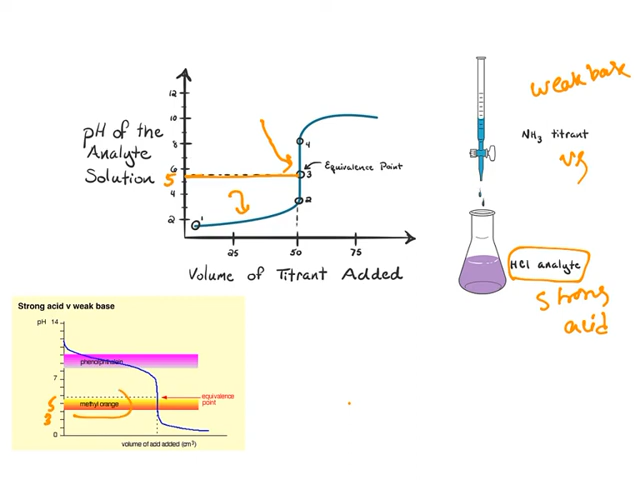 weak base
NH3 titrant
vs
HCl analyte
strong
acid
pH of the
Analyte
Solution
12
10
8
6
5
4
2
1
2
3
4
Equivalence Point
25
50
75
Volume of Titrant Added
Strong acid v weak base
pH 14
phenolphthalein
7
methyl orange
equivalence
point
5
3
0
volume of acid added (cm³)